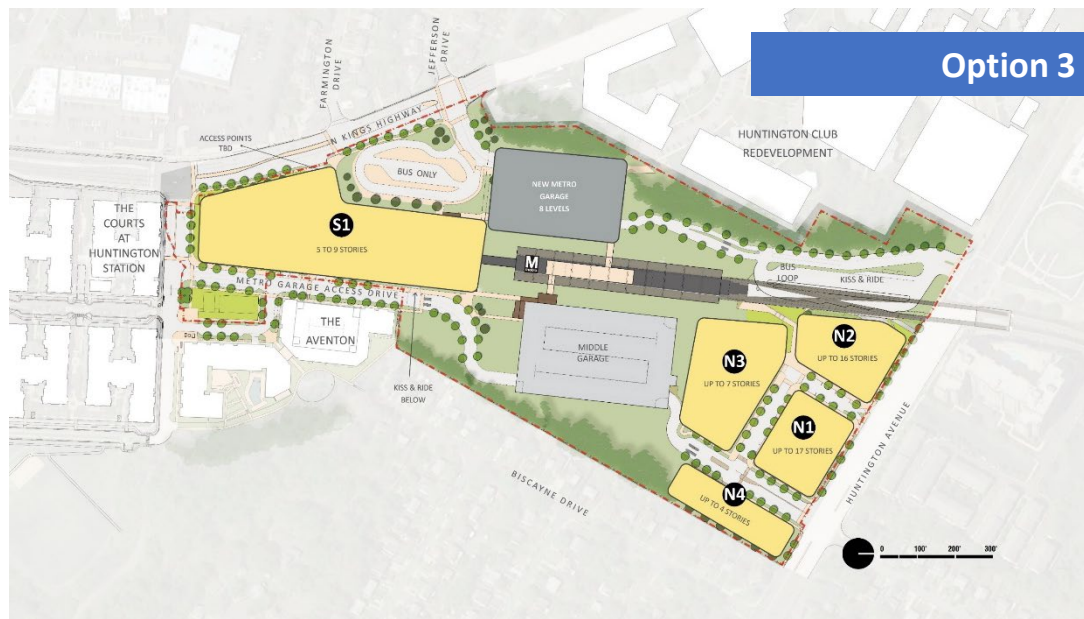 Option 3
FARMINGTON
DRIVE
JEFFERSON
DRIVE
N KINGS HIGHWAY
ACCESS POINTS
TBD
BUS ONLY
HUNTINGTON CLUB
REDEVELOPMENT
NEW METRO
GARAGE
8 LEVELS
THE
COURTS
AT
HUNTINGTON
STATION
S1
5 TO 9 STORIES
M
BUS
LOOP
KISS & RIDE
METRO GARAGE ACCESS DRIVE
THE
AVENTON
MIDDLE
GARAGE
N2
UP TO 16 STORIES
N3
UP TO 7 STORIES
KISS & RIDE
BELOW
N1
UP TO 17 STORIES
HUNTINGTON AVENUE
BISCAYNE DRIVE
N4
UP TO 4 STORIES
0 100' 200' 300'